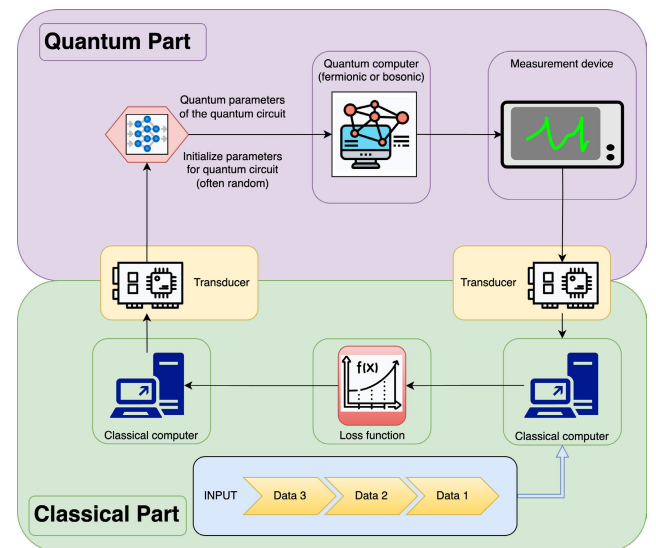 Quantum Part
Quantum parameters
of the quantum circuit
Initialize parameters
for quantum circuit
(often random)
Quantum computer
(fermionic or bosonic)
Measurement device
Transducer
Transducer
Classical computer
f(X)
Loss function
Classical computer
INPUT
Data 3
Data 2
Data 1
Classical Part